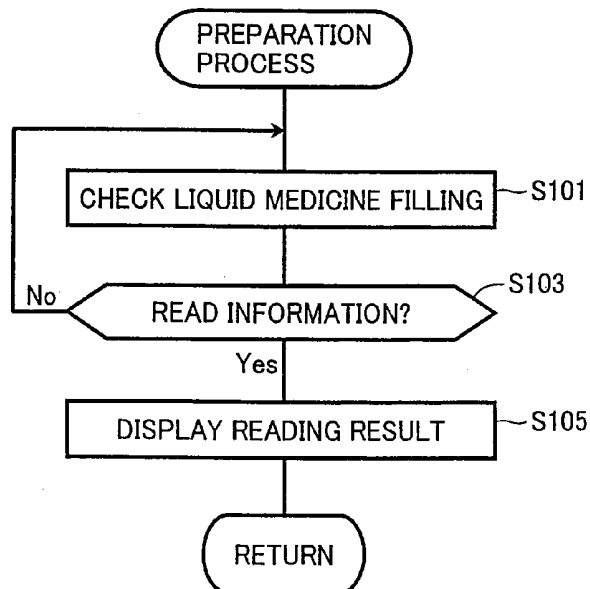 PREPARATION
PROCESS
CHECK LIQUID MEDICINE FILLING
S101
S103
No
READ INFORMATION?
Yes
DISPLAY READING RESULT
S105
RETURN